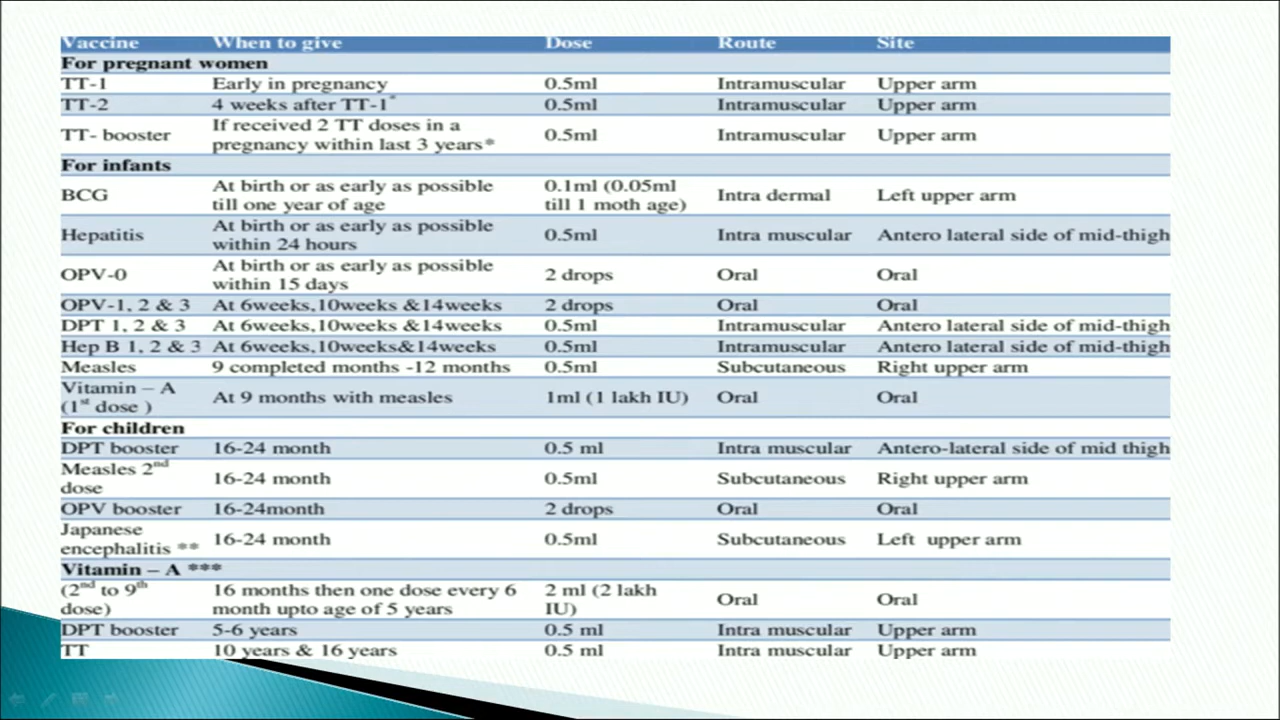 Vaccine When to give Dose Route Site
For pregnant women
TT-1 Early in pregnancy 0.5ml Intramuscular Upper arm
TT-2 4 weeks after TT-1* 0.5ml Intramuscular Upper arm
TT- booster If received 2 TT doses in a
pregnancy within last 3 years* 0.5ml Intramuscular Upper arm
For infants
BCG At birth or as early as possible
till one year of age 0.1ml (0.05ml
till 1 moth age) Intra dermal Left upper arm
Hepatitis At birth or as early as possible
within 24 hours 0.5ml Intra muscular Antero lateral side of mid-thigh
OPV-0 At birth or as early as possible
within 15 days 2 drops Oral Oral
OPV-1, 2 & 3 At 6weeks,10weeks &14weeks 2 drops Oral Oral
DPT 1, 2 & 3 At 6weeks,10weeks &14weeks 0.5ml Intramuscular Antero lateral side of mid-thigh
Hep B 1, 2 & 3 At 6weeks,10weeks&14weeks 0.5ml Intramuscular Antero lateral side of mid-thigh
Measles 9 completed months -12 months 0.5ml Subcutaneous Right upper arm
Vitamin – A
(1st dose ) At 9 months with measles 1ml (1 lakh IU) Oral Oral
For children
DPT booster 16-24 month 0.5 ml Intra muscular Antero-lateral side of mid thigh
Measles 2nd
dose 16-24 month 0.5ml Subcutaneous Right upper arm
OPV booster 16-24month 2 drops Oral Oral
Japanese
encephalitis ** 16-24 month 0.5ml Subcutaneous Left upper arm
Vitamin – A ***
(2nd to 9th
dose) 16 months then one dose every 6
month upto age of 5 years 2 ml (2 lakh
IU) Oral Oral
DPT booster 5-6 years 0.5 ml Intra muscular Upper arm
TT 10 years & 16 years 0.5 ml Intra muscular Upper arm